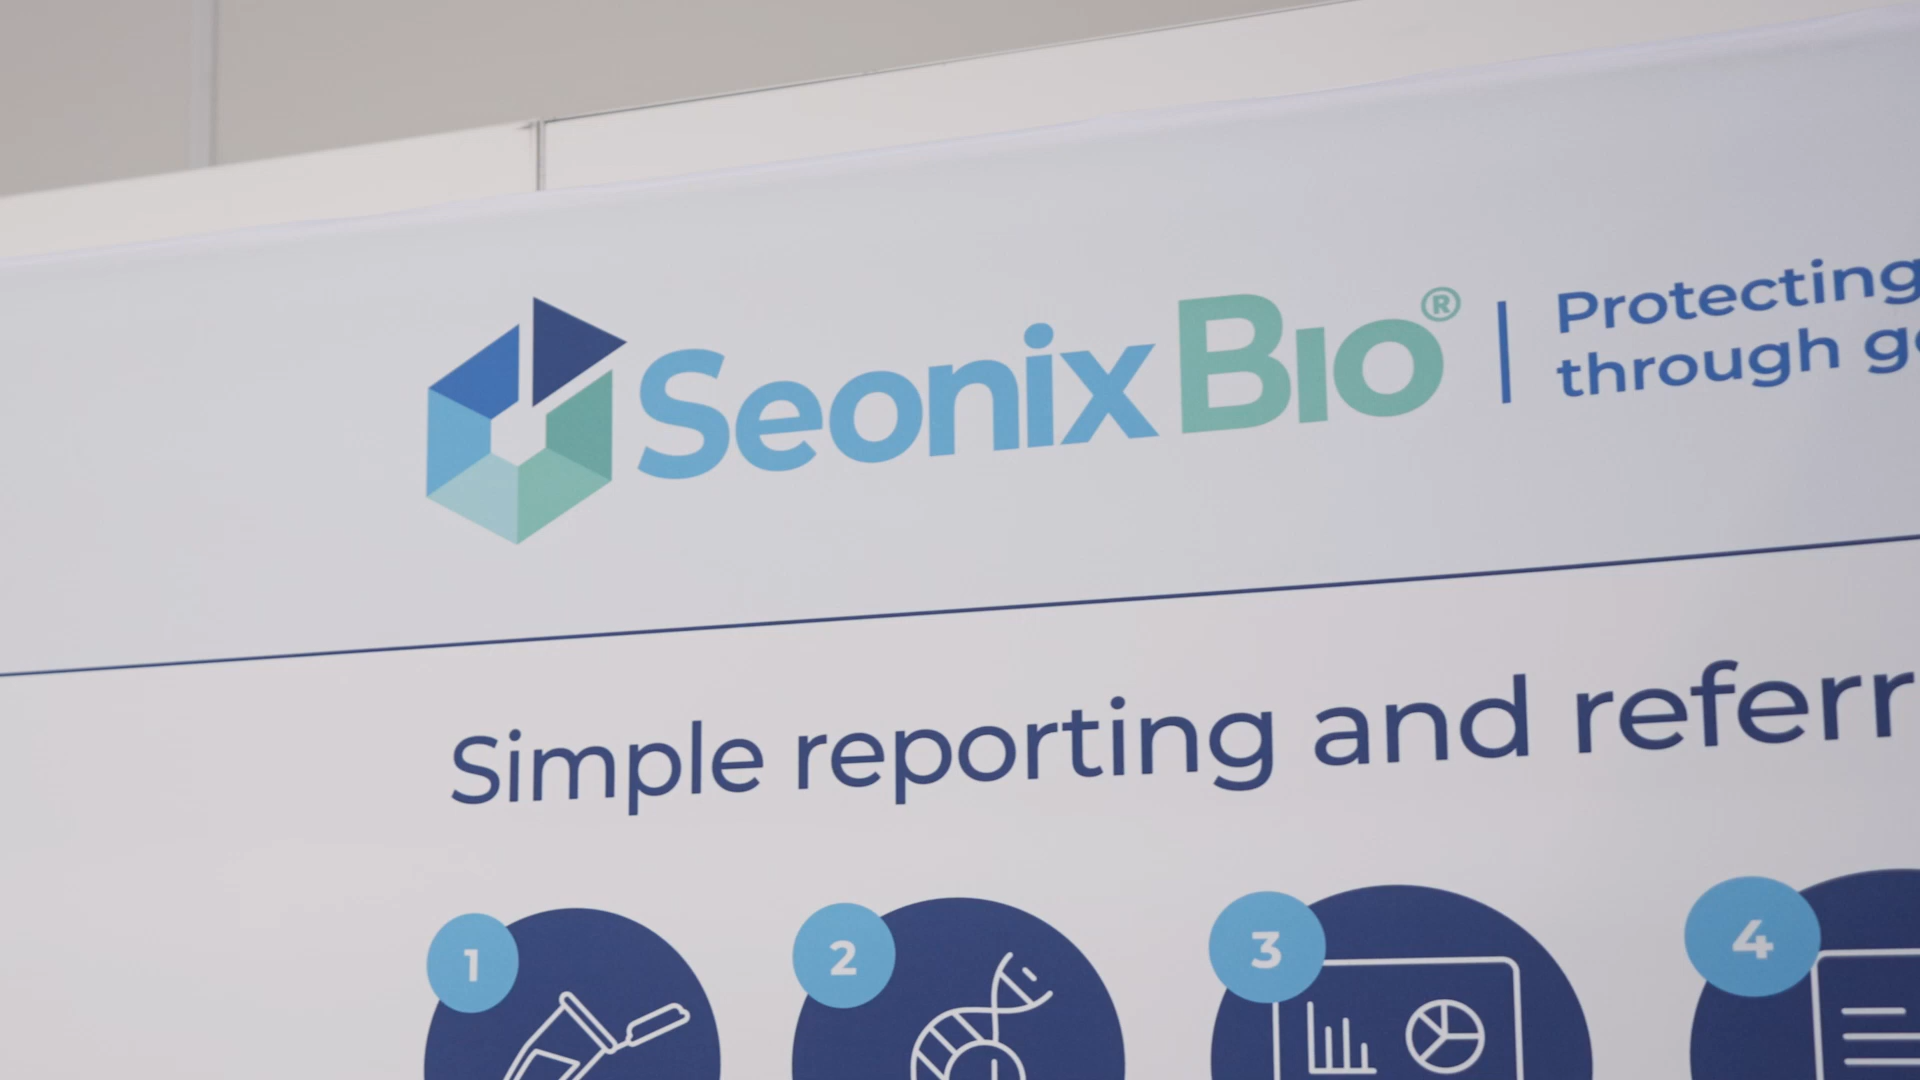 SeonixBio®
Protecting
through
Simple reporting and
1
2
3
4